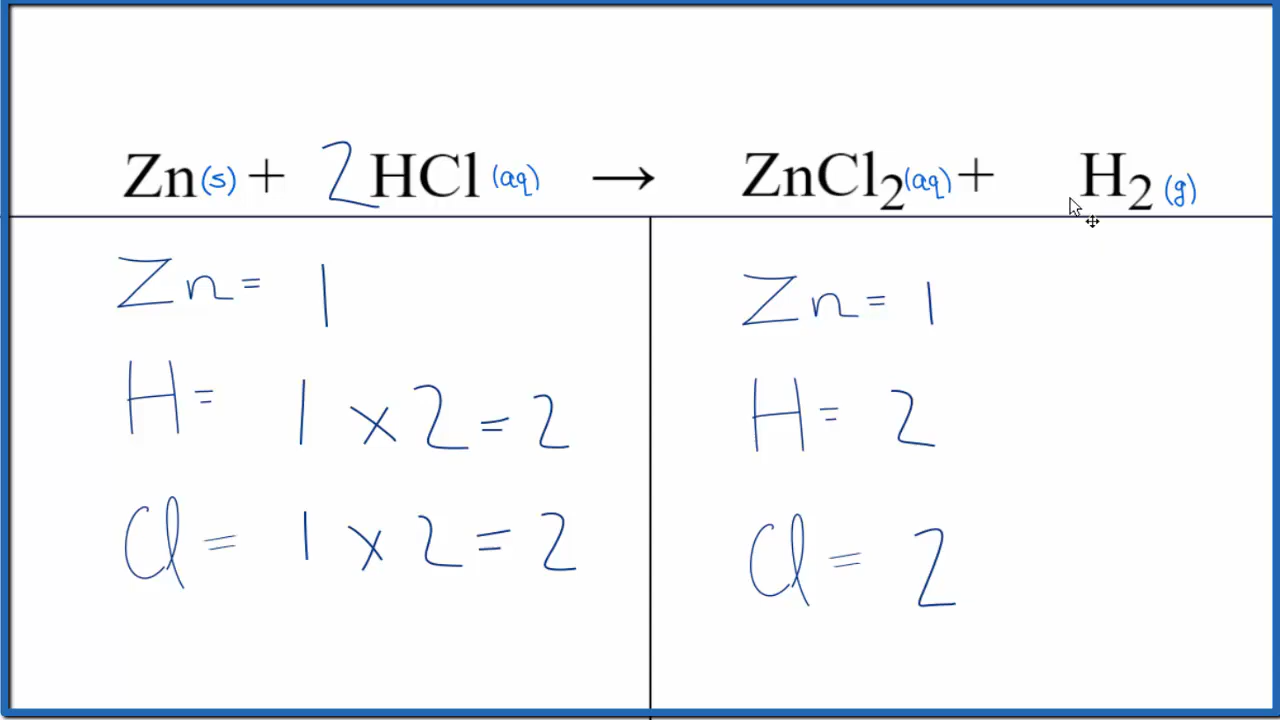 Zn(s) + 2HCl(aq) → ZnCl₂(aq) + H₂(g)
Zn = 1
H = 1 x 2 = 2
Cl = 1 x 2 = 2
Zn = 1
H = 2
Cl = 2